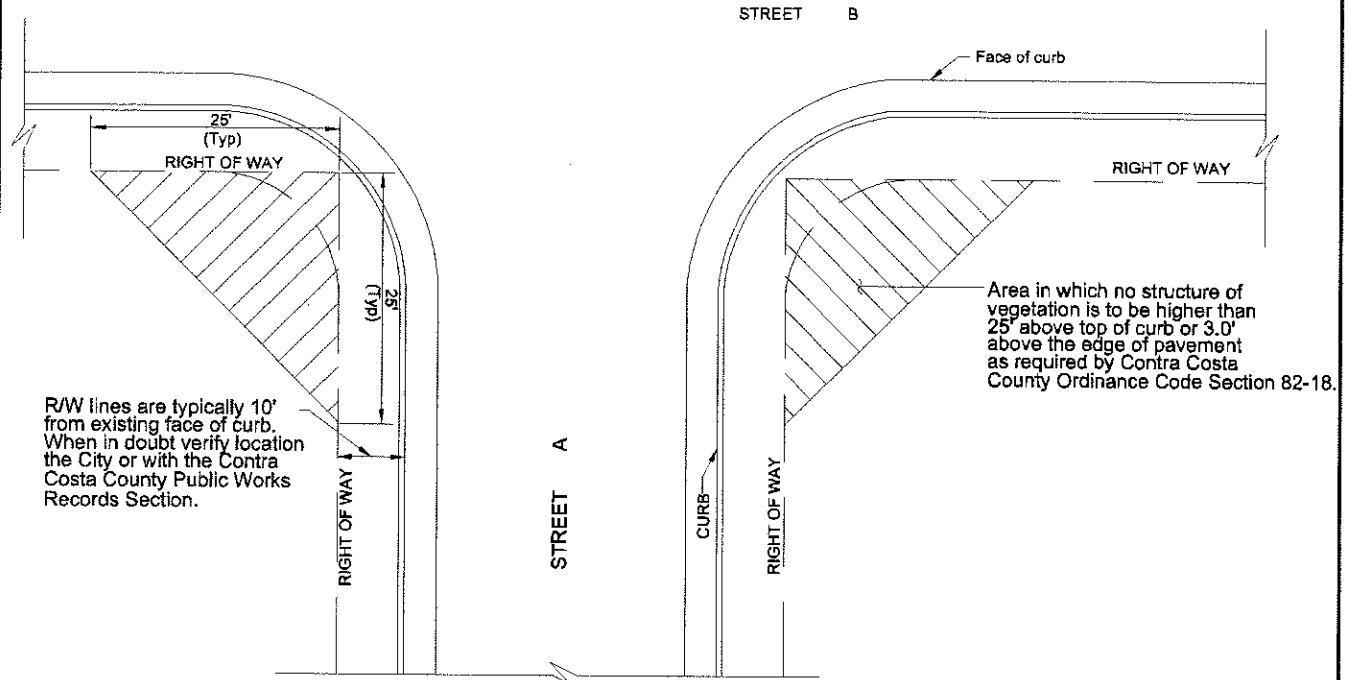 STREET B
Face of curb
25'
(Typ)
RIGHT OF WAY
RIGHT OF WAY
25'
(Typ)
Area in which no structure of
vegetation is to be higher than
25' above top of curb or 3.0'
above the edge of pavement
as required by Contra Costa
County Ordinance Code Section 82-18.
R/W lines are typically 10'
from existing face of curb.
When in doubt verify location
the City or with the Contra
Costa County Public Works
Records Section.
RIGHT OF WAY
STREET A
CURB
RIGHT OF WAY